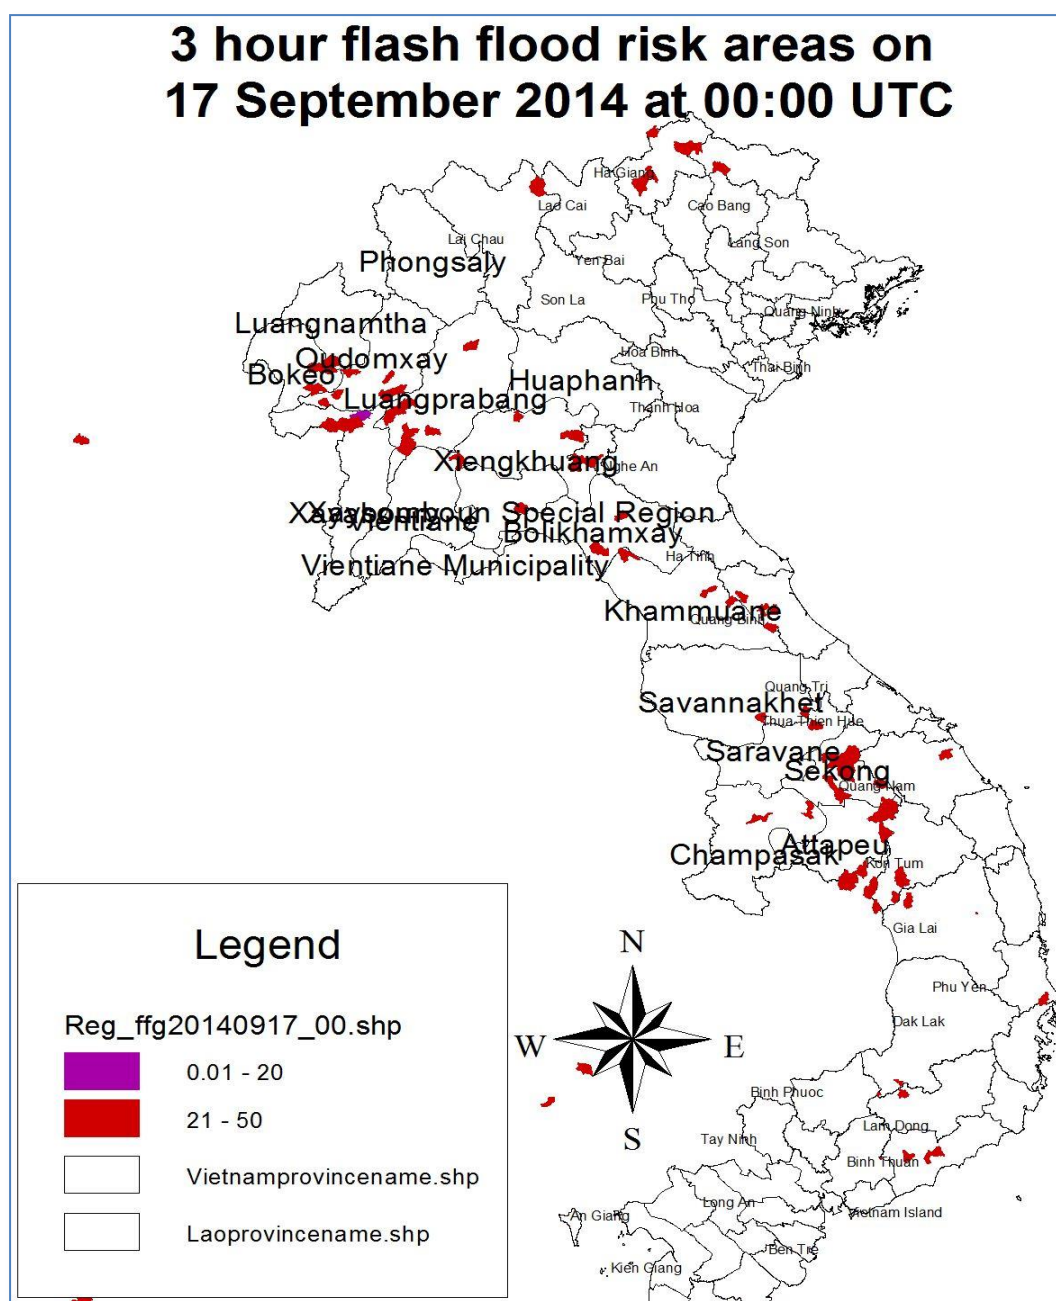 3 hour flash flood risk areas on
17 September 2014 at 00:00 UTC
Ha Giang
Lao Cai
Cao Bang
Lai Chau
Lang Son
Phongsaly
Yen Bai
Son La
Phu Tho
Quang Ninh
Luangnamtha
Oudomxay
Hoa Binh
Bokeo
Thai Binh
Huaphanh
Luangprabang
Thanh Hoa
Xiengkhuang
Nghe An
Xaysomboun Special Region
Vientiane
Bolikhamxay
Ha Tinh
Vientiane Municipality
Khammuane
Quang Binh
Quang Tri
Savannakhet
Thua Thien Hue
Saravane
Sekong
Quang Nam
Attapeu
Champasak
Kon Tum
Gia Lai
Phu Yen
Dak Lak
Binh Phuoc
Lam Dong
Tay Ninh
Binh Thuan
Long An
Vietnam Island
An Giang
Ben Tre
Kien Giang
N
W
E
S
Legend
Reg_ffg20140917_00.shp
0.01 - 20
21 - 50
Vietnamprovincename.shp
Laoprovincename.shp